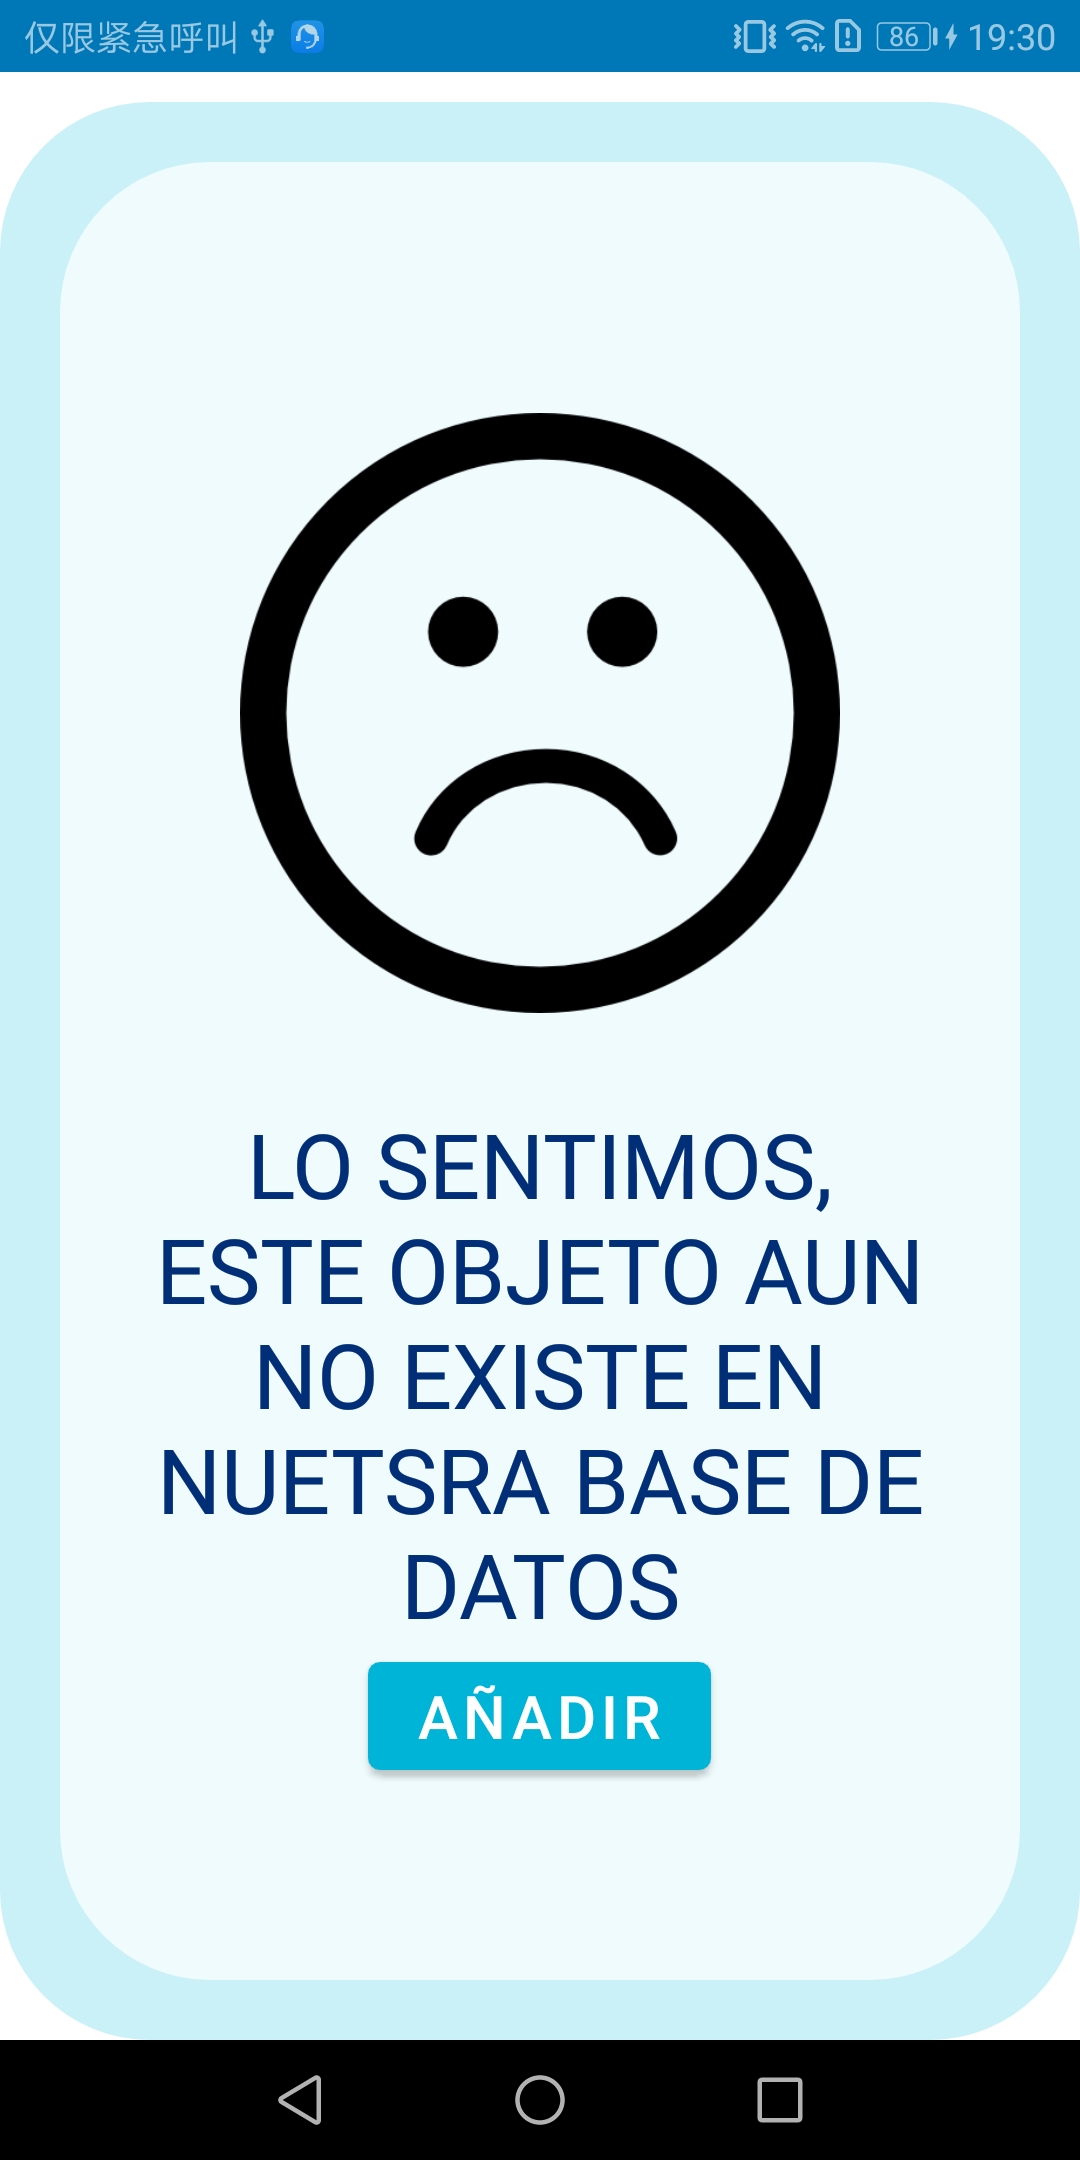 仅限紧急呼叫 86 19:30
LO SENTIMOS,
ESTE OBJETO AUN
NO EXISTE EN
NUETSRA BASE DE
DATOS
AÑADIR